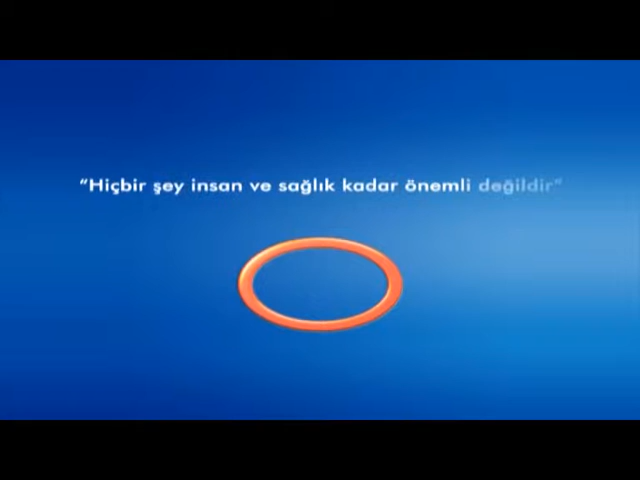 “Hiçbir şey insan ve sağlık kadar önemli değildir”